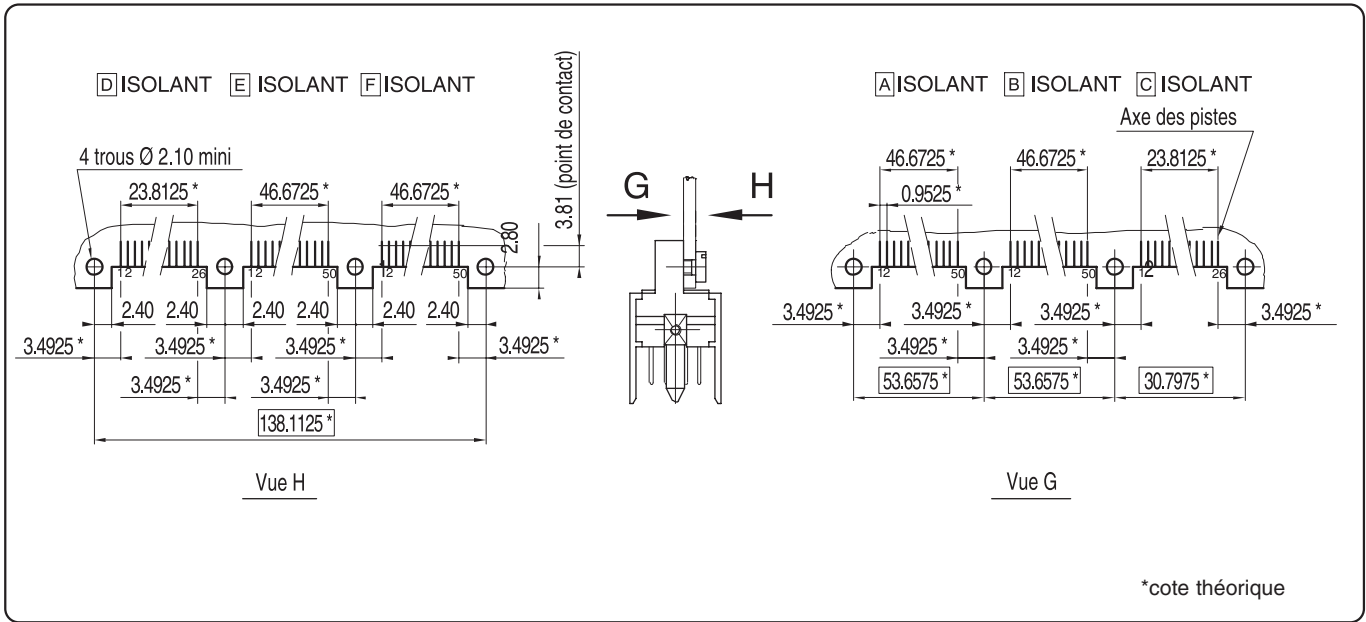 D ISOLANT E ISOLANT F ISOLANT
4 trous Ø 2.10 mini
23.8125 * 46.6725 * 46.6725 *
3.81 (point de contact)
2.80
12 26 12 50 12 50
2.40 2.40 2.40 2.40 2.40 2.40
3.4925 * 3.4925 * 3.4925 * 3.4925 *
3.4925 * 3.4925 *
138.1125 *
Vue H
G H
A ISOLANT B ISOLANT C ISOLANT
Axe des pistes
46.6725 * 46.6725 * 23.8125 *
0.9525 *
12 50 12 50 12 26
3.4925 * 3.4925 * 3.4925 * 3.4925 *
3.4925 * 3.4925 *
53.6575 * 53.6575 * 30.7975 *
Vue G
*cote théorique